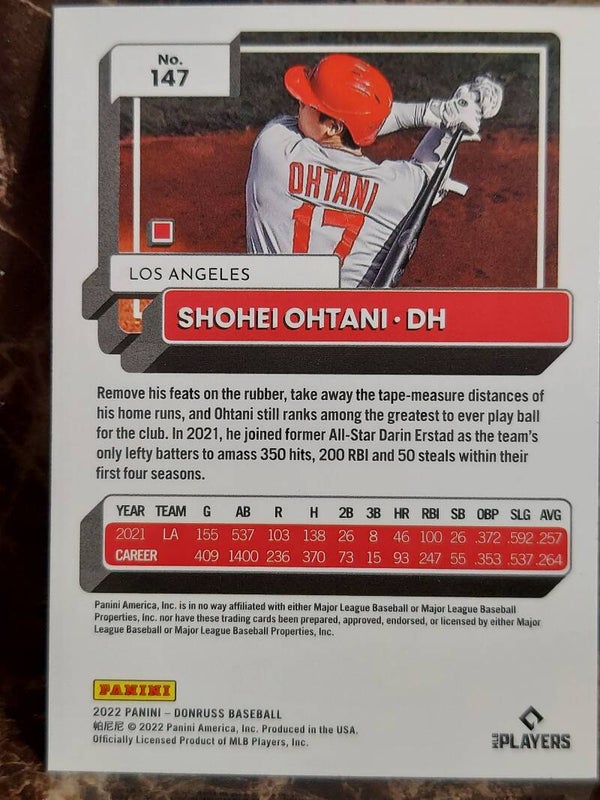 No.
147
OHTANI
17
LOS ANGELES
SHOHEI OHTANI · DH
Remove his feats on the rubber, take away the tape-measure distances of
his home runs, and Ohtani still ranks among the greatest to ever play ball
for the club. In 2021, he joined former All-Star Darin Erstad as the team's
only lefty batters to amass 350 hits, 200 RBI and 50 steals within their
first four seasons.
YEAR TEAM G AB R H 2B 3B HR RBI SB OBP SLG AVG
2021 LA 155 537 103 138 26 8 46 100 26 .372 .592 .257
CAREER 409 1400 236 370 73 15 93 247 55 .353 .537 .264
Panini America, Inc. is in no way affiliated with either Major League Baseball or Major League Baseball
Properties, Inc. nor have these trading cards been prepared, approved, endorsed, or licensed by either Major
League Baseball or Major League Baseball Properties, Inc.
PANINI
2022 PANINI – DONRUSS BASEBALL
帕尼尼 © 2022 Panini America, Inc. Produced in the USA.
Officially Licensed Product of MLB Players, Inc.
MLB PLAYERS